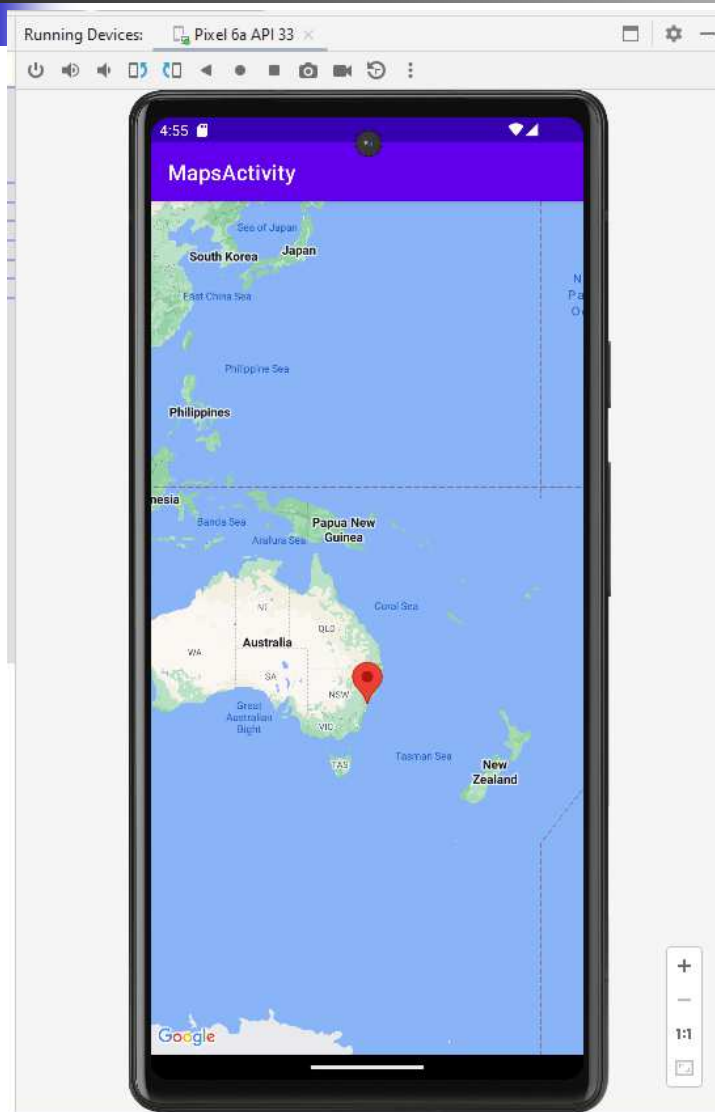 Running Devices: Pixel 6a API 33
4:55
MapsActivity
Sea of Japan
Japan
South Korea
East China Sea
N
Pa
Oc
Philippine Sea
Philippines
nesia
Banda Sea
Papua New
Guinea
Arafura Sea
NT
Coral Sea
QLD
Australia
WA
SA
NSW
Great
Australian
Bight
VIC
Tasman Sea
TAS
New
Zealand
Google
1:1